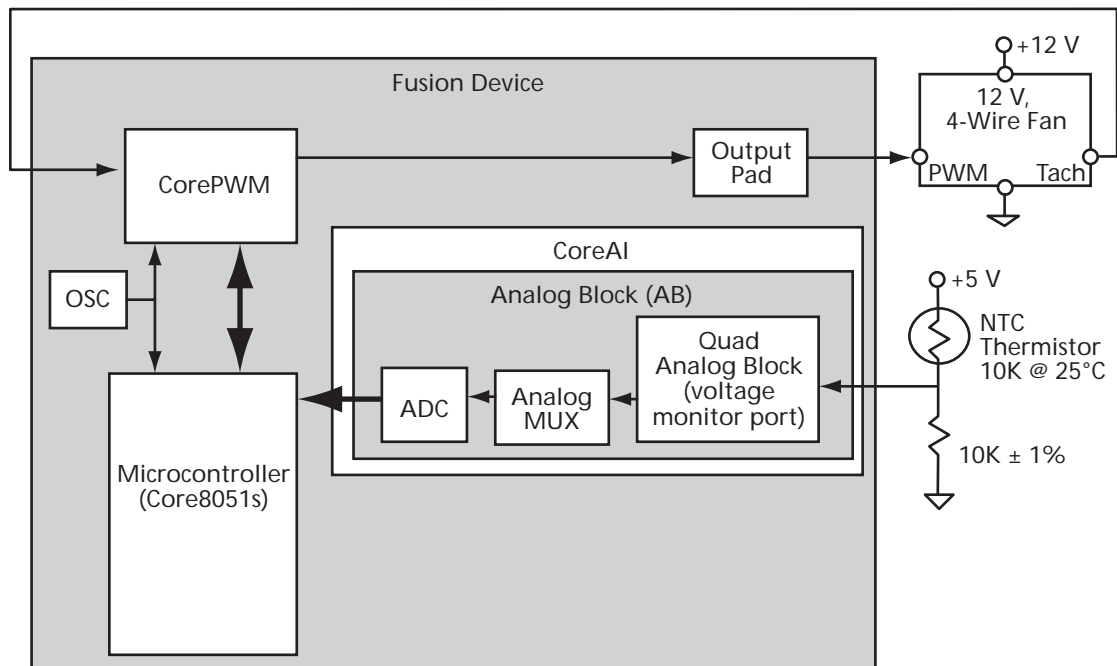 +12 V
Fusion Device
12 V,
4-Wire Fan
PWM
Tach
CorePWM
Output
Pad
CoreAI
OSC
Analog Block (AB)
+5 V
Quad
Analog Block
(voltage
monitor port)
NTC
Thermistor
10K @ 25°C
ADC
Analog
MUX
10K ± 1%
Microcontroller
(Core8051s)